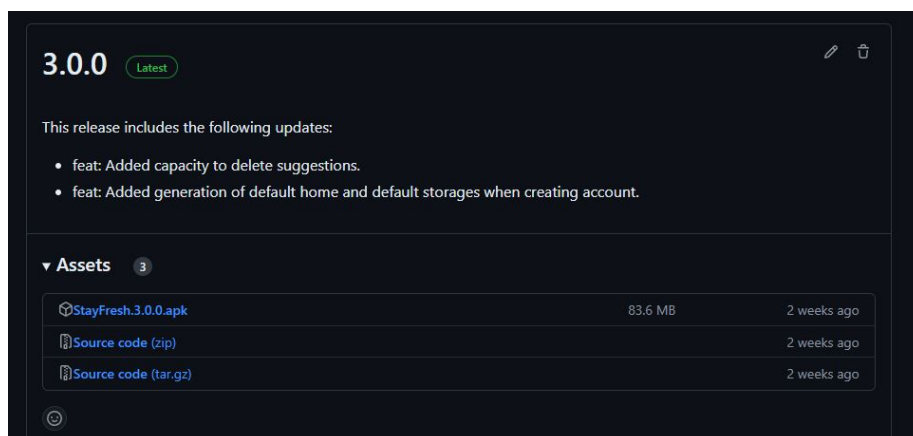 3.0.0 Latest
This release includes the following updates:
• feat: Added capacity to delete suggestions.
• feat: Added generation of default home and default storages when creating account.
Assets 3
StayFresh.3.0.0.apk 83.6 MB 2 weeks ago
Source code (zip) 2 weeks ago
Source code (tar.gz) 2 weeks ago